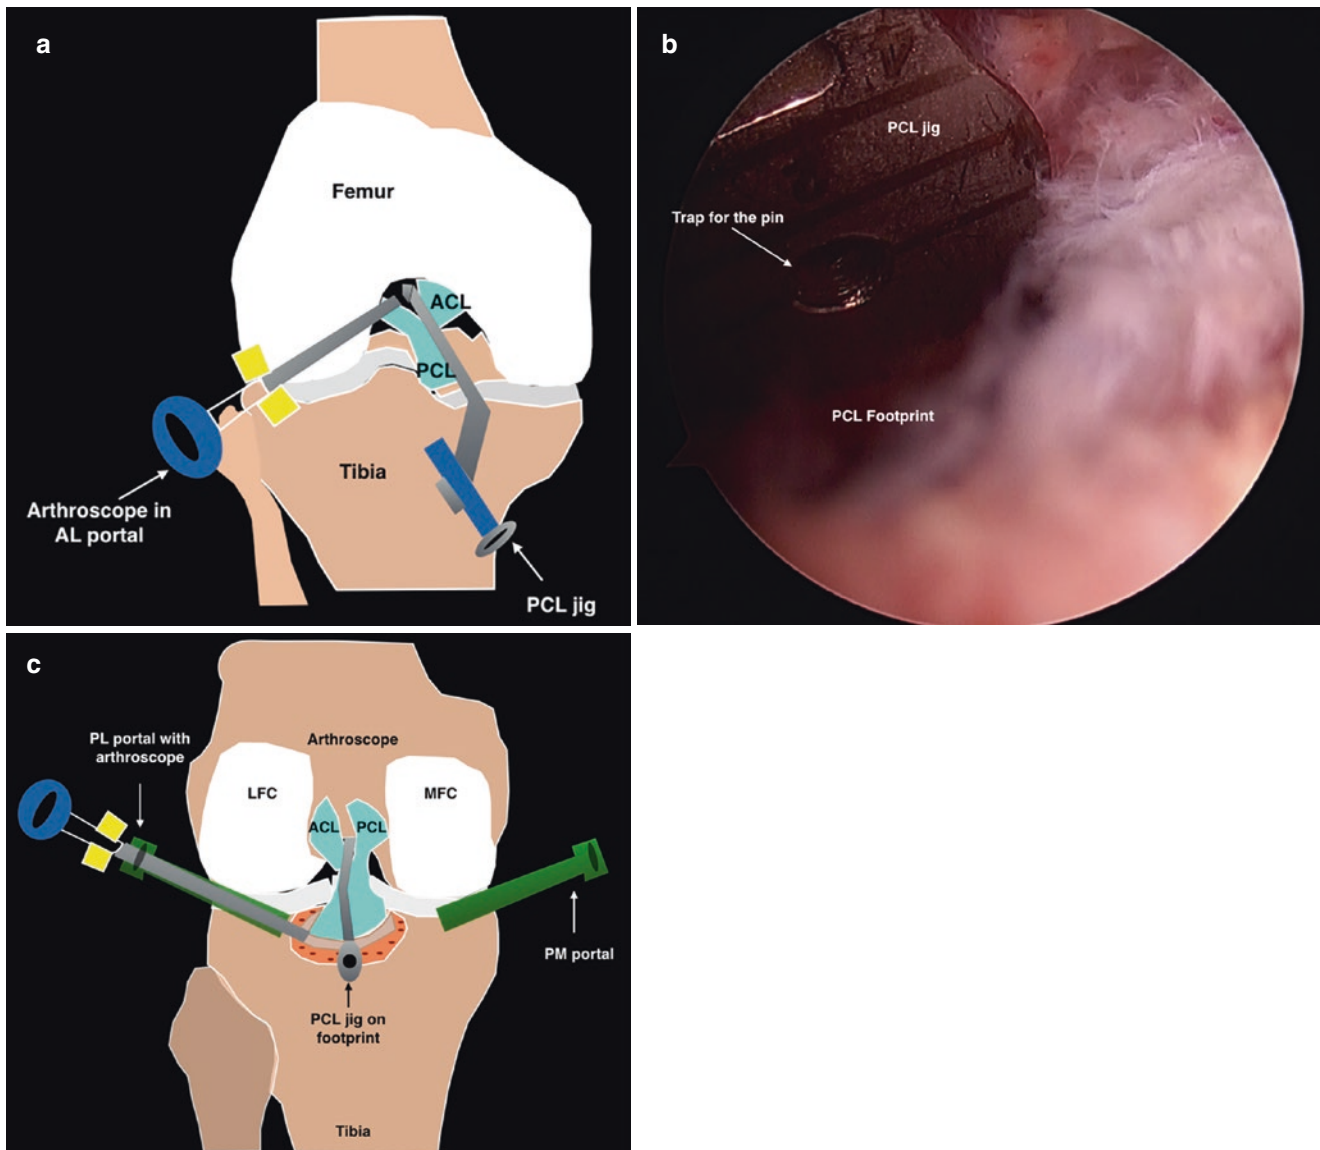 a
Femur
ACL
PCL
Tibia
Arthroscope in
AL portal
PCL jig
b
PCL jig
Trap for the pin
PCL Footprint
c
PL portal with
arthroscope
Arthroscope
LFC
MFC
ACL
PCL
PM portal
PCL jig on
footprint
Tibia